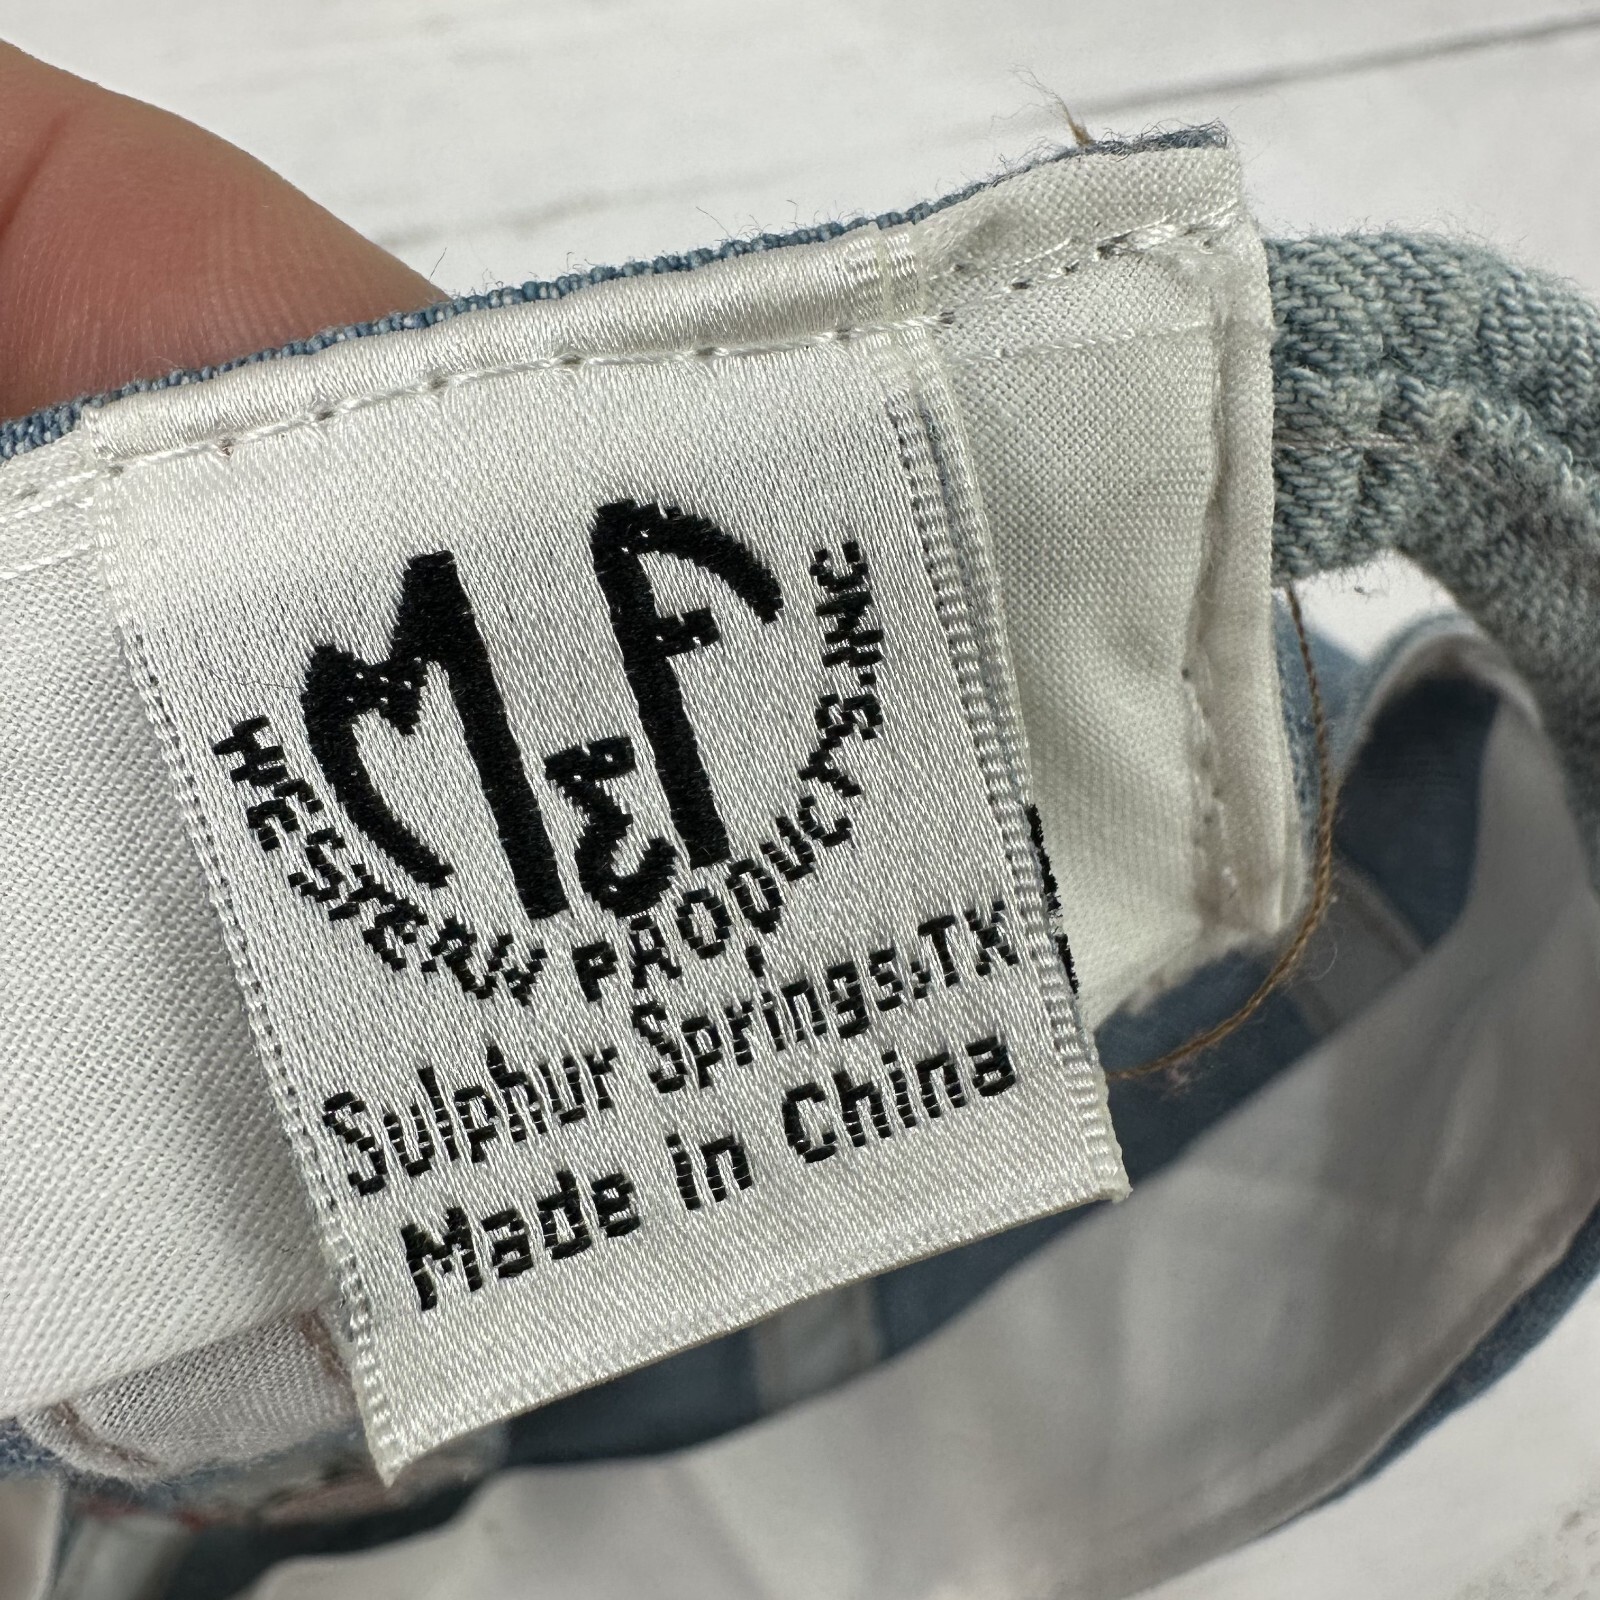 M&F
WESTERN PRODUCTS, INC
Sulphur Springs, TX
Made in China